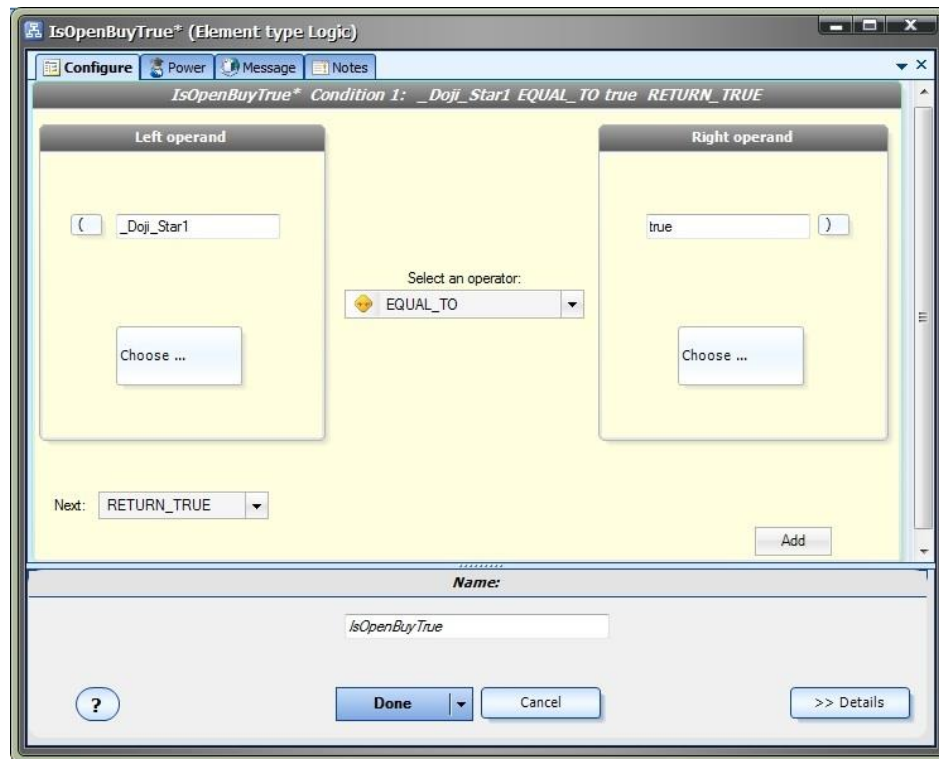 IsOpenBuyTrue* (Element type Logic)
Configure Power Message Notes
IsOpenBuyTrue* Condition 1: _Doji_Star1 EQUAL_TO true RETURN_TRUE
Left operand Right operand
( _Doji_Star1 true )
Select an operator:
EQUAL_TO
Choose ... Choose ...
Next: RETURN_TRUE
Add
Name:
IsOpenBuyTrue
? Done Cancel >> Details